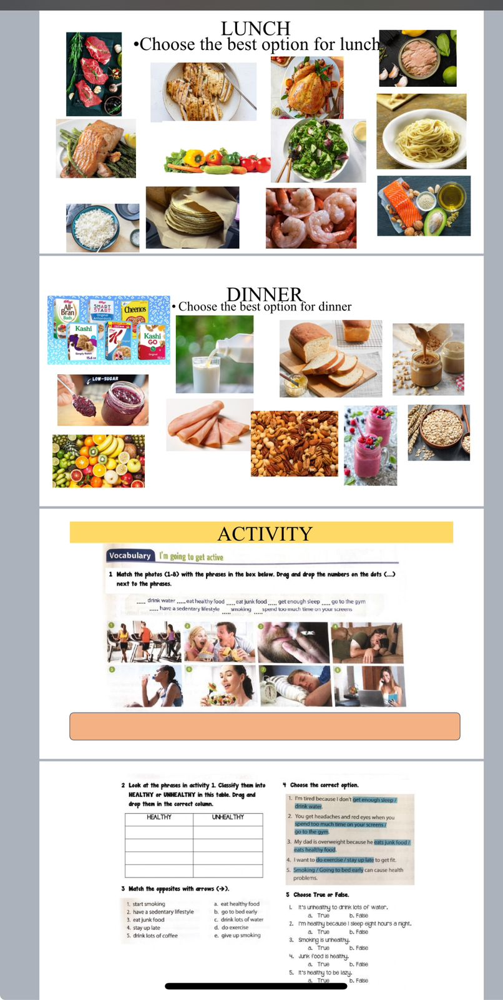 LUNCH
•Choose the best option for lunch
DINNER
• Choose the best option for dinner
Kellogg's
All-Bran
Buds
SMART START
Original
Antioxidants
Cheerios
Kashi
15.6 oz
K
Kashi
GO
Original
LOW-SUGAR
ACTIVITY
Vocabulary I'm going to get active
1 Match the photos (1-8) with the phrases in the box below. Drag and drop the numbers on the dots (....)
next to the phrases.
..... drink water ..... eat healthy food ..... eat junk food ..... get enough sleep ..... go to the gym
..... have a sedentary lifestyle ..... smoking ..... spend too much time on your screens
1
2
3
4
5
6
7
8
2 Look at the phrases in activity 1. Classify them into
HEALTHY or UNHEALTHY in this table. Drag and
drop them in the correct column.
HEALTHY UNHEALTHY
3 Match the opposites with arrows (→).
1. start smoking a. eat healthy food
2. have a sedentary lifestyle b. go to bed early
3. eat junk food c. drink lots of water
4. stay up late d. do exercise
5. drink lots of coffee e. give up smoking
4 Choose the correct option.
1. I'm tired because I don't get enough sleep /
drink water.
2. You get headaches and red eyes when you
spend too much time on your screens /
go to the gym.
3. My dad is overweight because he eats junk food /
eats healthy food.
4. I want to do exercise / stay up late to get fit.
5. Smoking / Going to bed early can cause health
problems.
5 Choose True or False.
1. It's unhealthy to drink lots of water.
a. True b. False
2. I'm healthy because I sleep eight hours a night.
a. True b. False
3. Smoking is unhealthy.
a. True b. False
4. Junk food is healthy.
a. True b. False
5. It's healthy to be lazy.
a. True b. False